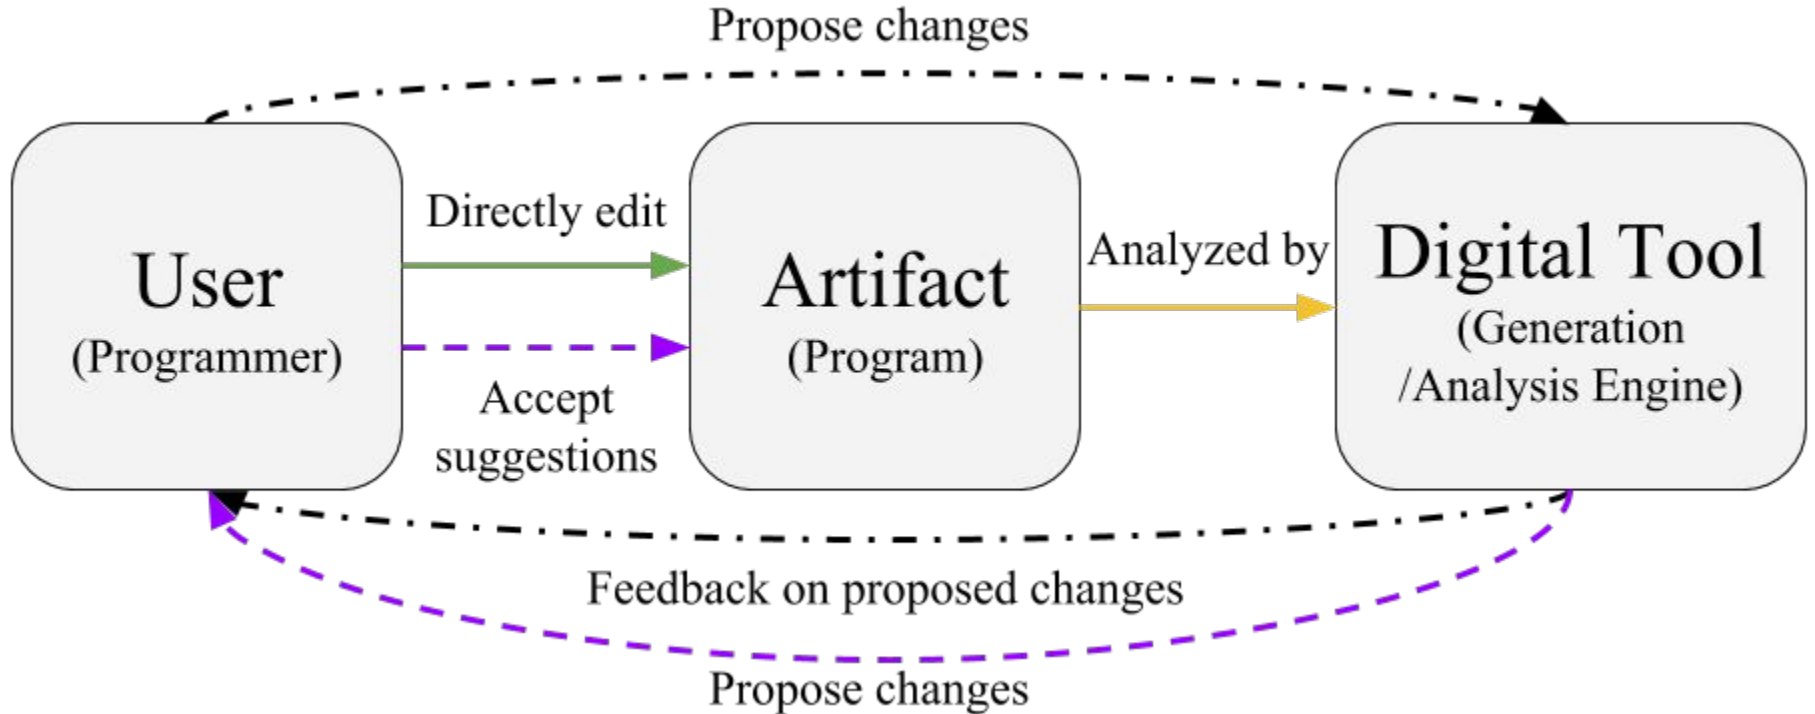 Propose changes
User
(Programmer)
Directly edit
Accept
suggestions
Artifact
(Program)
Analyzed by
Digital Tool
(Generation
/Analysis Engine)
Feedback on proposed changes
Propose changes